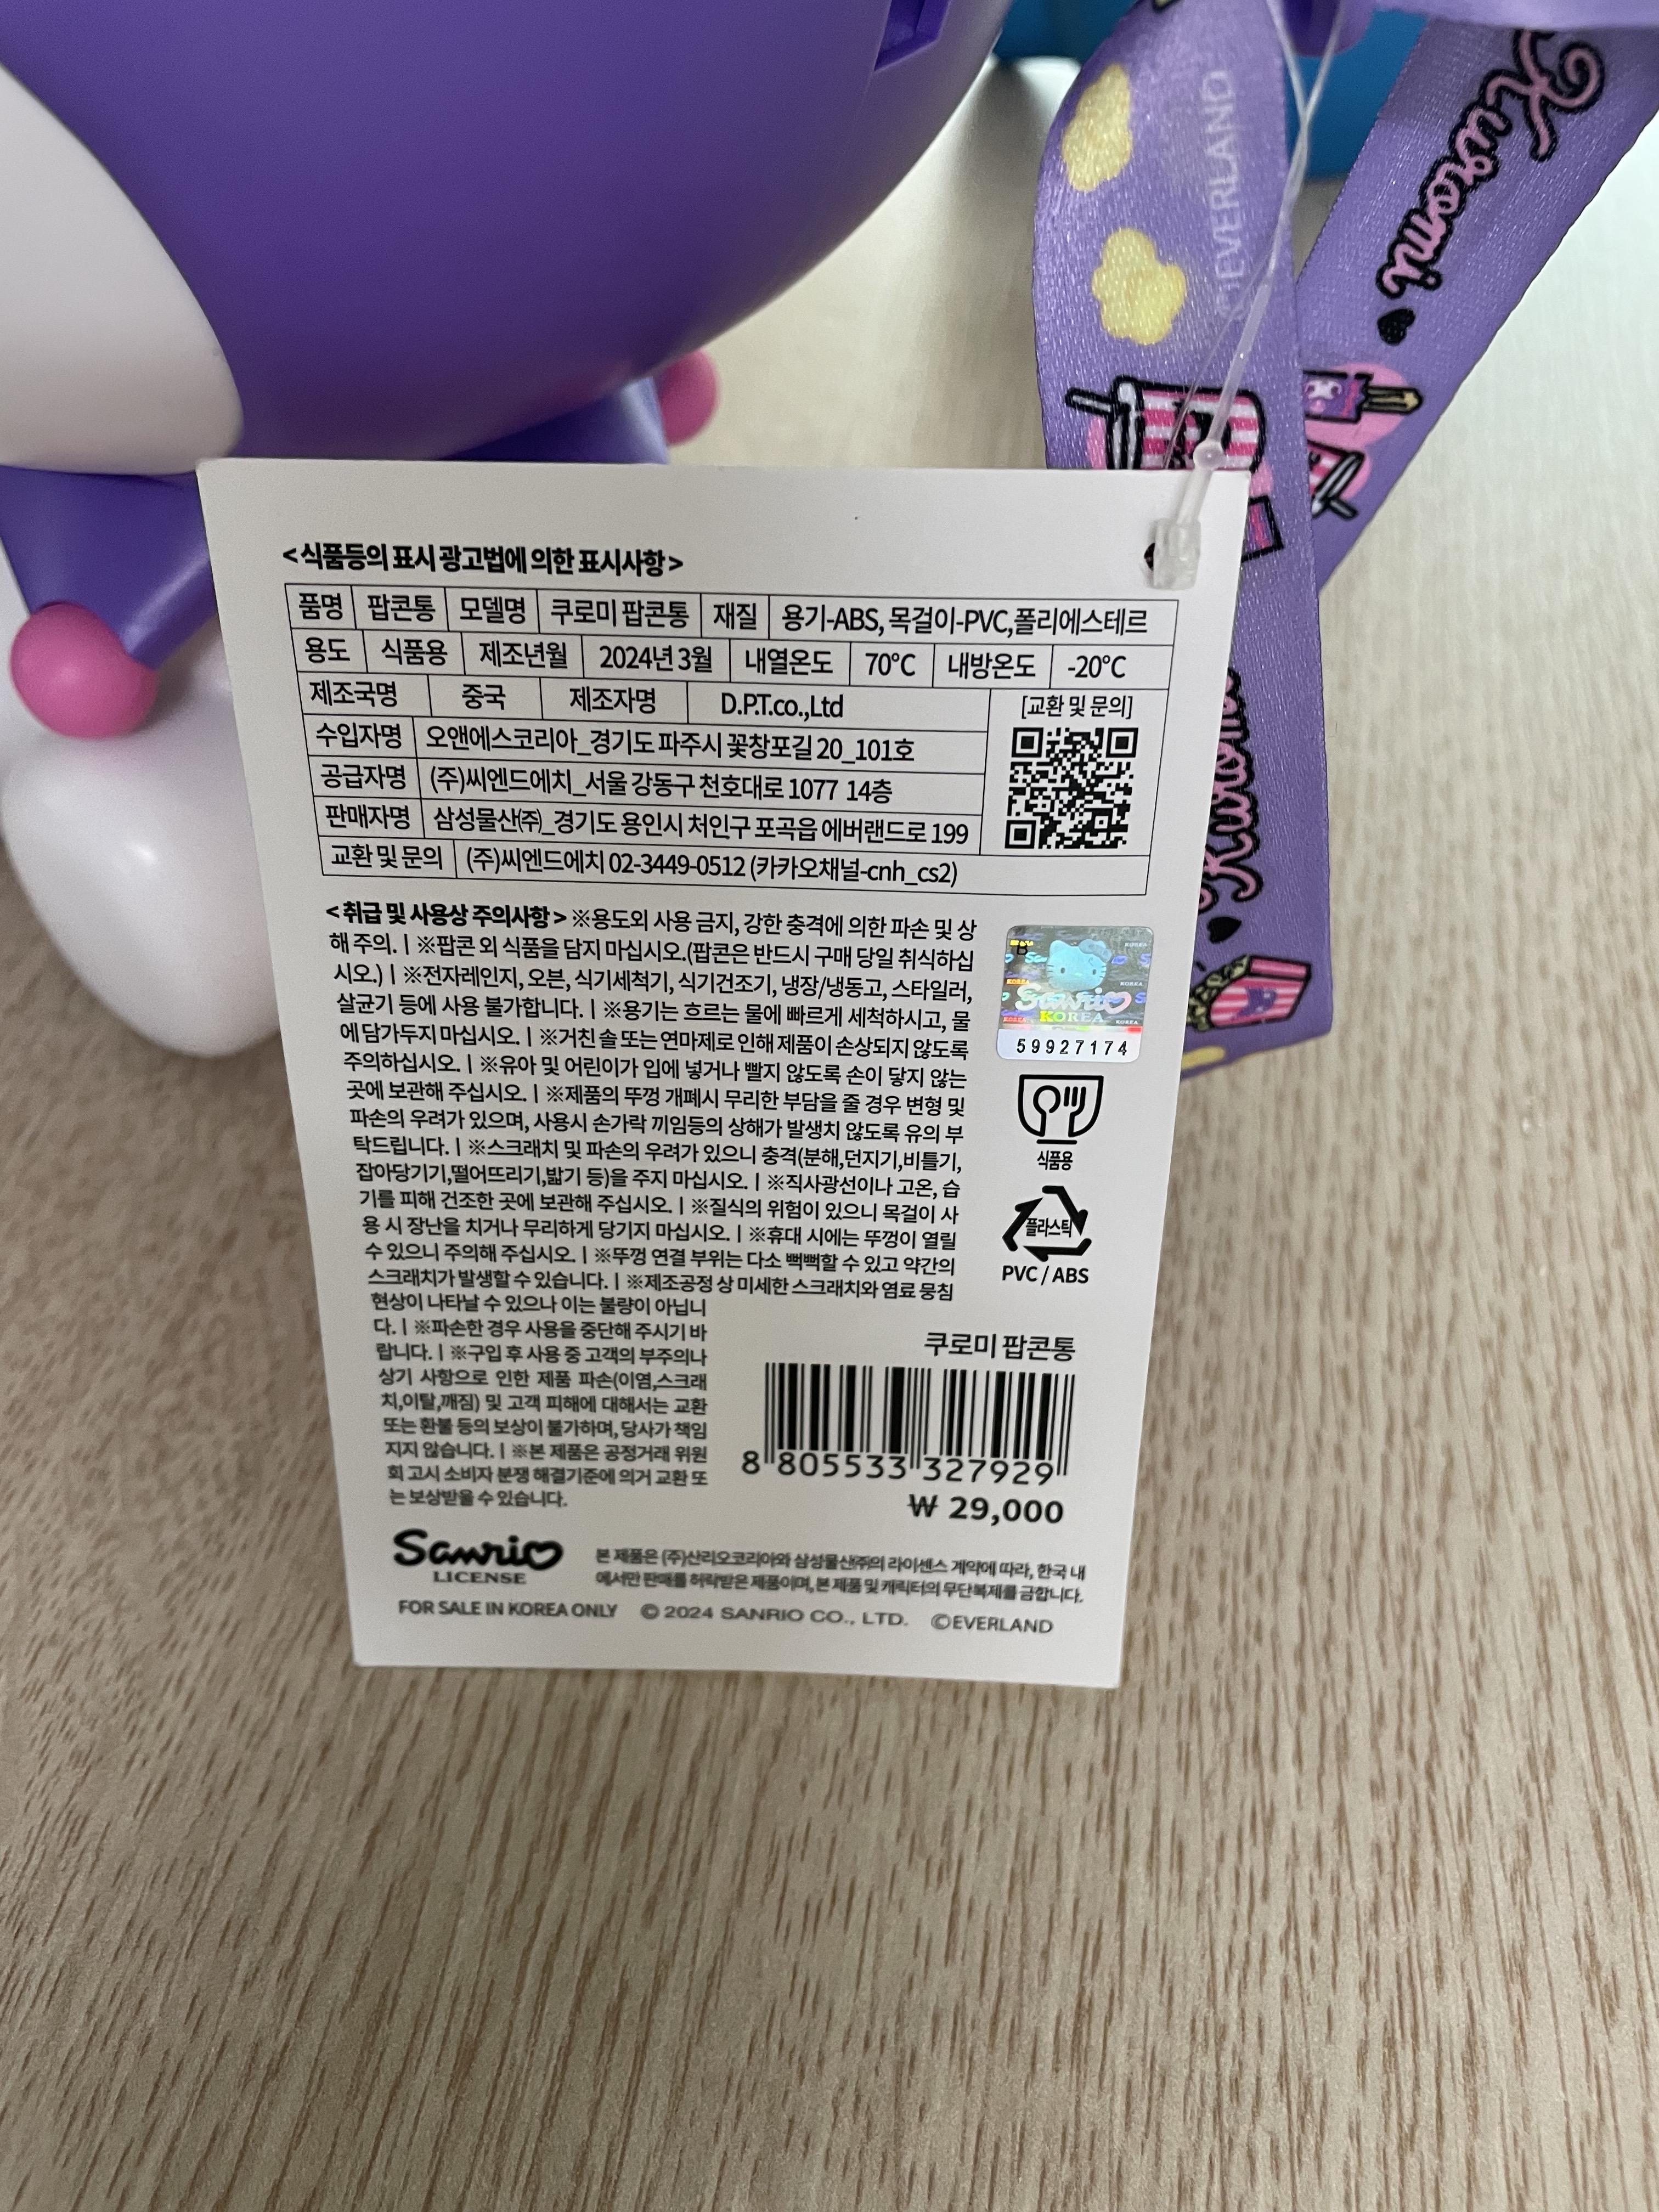 Kuromi
©EVERLAND
< 식품등의 표시 광고법에 의한 표시사항 >
품명 팝콘통 모델명 쿠로미 팝콘통 재질 용기-ABS, 목걸이-PVC,폴리에스테르
용도 식품용 제조년월 2024년 3월 내열온도 70°C 내방온도 -20°C
제조국명 중국 제조자명 D.P.T.co.,Ltd
[교환 및 문의]
수입자명 오앤에스코리아_경기도 파주시 꽃창포길 20_101호
공급자명 (주)씨엔드에치_서울 강동구 천호대로 1077 14층
판매자명 삼성물산㈜_경기도 용인시 처인구 포곡읍 에버랜드로 199
교환 및 문의 (주)씨엔드에치 02-3449-0512 (카카오채널-cnh_cs2)
< 취급 및 사용상 주의사항 > ※용도외 사용 금지, 강한 충격에 의한 파손 및 상
해 주의. | ※팝콘 외 식품을 담지 마십시오.(팝콘은 반드시 구매 당일 취식하십
시오.) | ※전자레인지, 오븐, 식기세척기, 식기건조기, 냉장/냉동고, 스타일러,
살균기 등에 사용 불가합니다. | ※용기는 흐르는 물에 빠르게 세척하시고, 물
에 담가두지 마십시오. | ※거친 솔 또는 연마제로 인해 제품이 손상되지 않도록
주의하십시오. | ※유아 및 어린이가 입에 넣거나 빨지 않도록 손이 닿지 않는
곳에 보관해 주십시오. | ※제품의 뚜껑 개폐시 무리한 부담을 줄 경우 변형 및
파손의 우려가 있으며, 사용시 손가락 끼임등의 상해가 발생치 않도록 유의 부
탁드립니다. | ※스크래치 및 파손의 우려가 있으니 충격(분해,던지기,비틀기,
잡아당기기,떨어뜨리기,밟기 등)을 주지 마십시오. | ※직사광선이나 고온, 습
기를 피해 건조한 곳에 보관해 주십시오. | ※질식의 위험이 있으니 목걸이 사
용 시 장난을 치거나 무리하게 당기지 마십시오. | ※휴대 시에는 뚜껑이 열릴
수 있으니 주의해 주십시오. | ※뚜껑 연결 부위는 다소 뻑뻑할 수 있고 약간의
스크래치가 발생할 수 있습니다. | ※제조공정 상 미세한 스크래치와 염료 뭉침
현상이 나타날 수 있으나 이는 불량이 아닙니
다. | ※파손한 경우 사용을 중단해 주시기 바
랍니다. | ※구입 후 사용 중 고객의 부주의나
상기 사항으로 인한 제품 파손(이염,스크래
치,이탈,깨짐) 및 고객 피해에 대해서는 교환
또는 환불 등의 보상이 불가하며, 당사가 책임
지지 않습니다. | ※본 제품은 공정거래 위원
회 고시 소비자 분쟁 해결기준에 의거 교환 또
는 보상받을 수 있습니다.
Sanrio
KOREA
59927174
식품용
플라스틱
PVC / ABS
쿠로미 팝콘통
8 805533 327929
₩ 29,000
Sanrio
LICENSE
본 제품은 (주)산리오코리아와 삼성물산㈜의 라이센스 계약에 따라, 한국 내
에서만 판매를 허락받은 제품이며, 본 제품 및 캐릭터의 무단복제를 금합니다.
FOR SALE IN KOREA ONLY © 2024 SANRIO CO., LTD. ©EVERLAND
Kuromi